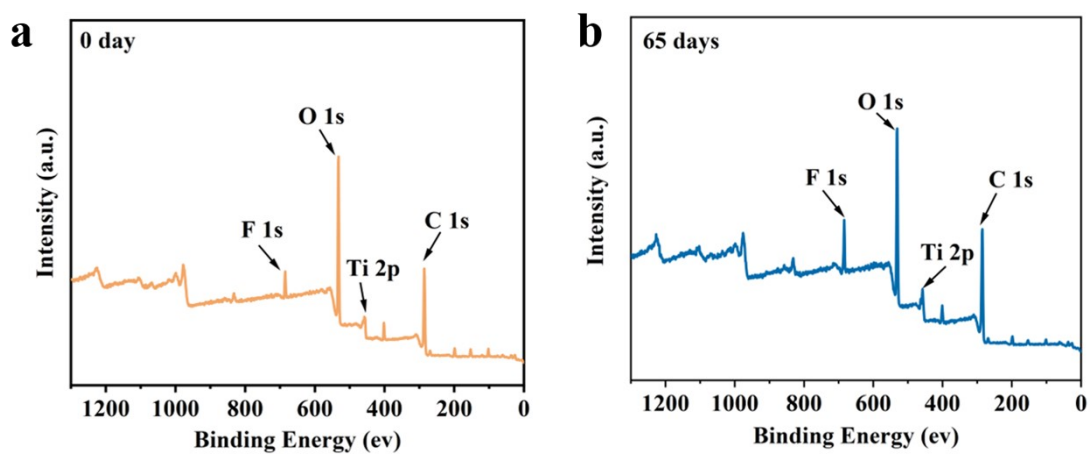 a
0 day
O 1s
F 1s
C 1s
Ti 2p
Intensity (a.u.)
1200 1000 800 600 400 200 0
Binding Energy (ev)
b
65 days
O 1s
F 1s
C 1s
Ti 2p
Intensity (a.u.)
1200 1000 800 600 400 200 0
Binding Energy (ev)